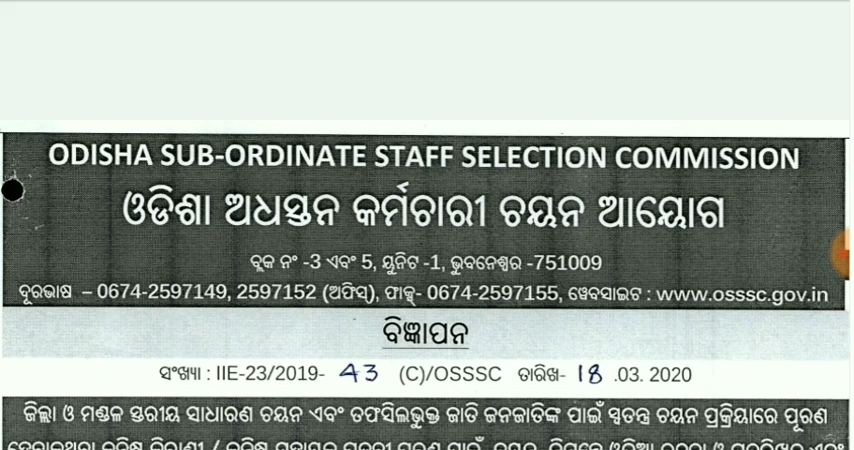 ODISHA SUB-ORDINATE STAFF SELECTION COMMISSION
ଓଡିଶା ଅଧସ୍ତନ କର୍ମଚାରୀ ଚୟନ ଆୟୋଗ
ବ୍ଲକ ନଂ -3 ଏବଂ 5, ୟୁନିଟ -1, ଭୁବନେଶ୍ୱର -751009
ଦୂରଭାଷ – 0674-2597149, 2597152 (ଅଫିସ୍), ଫାକ୍ସ- 0674-2597155, ୱେବସାଇଟ : www.osssc.gov.in
ବିଜ୍ଞାପନ
ସଂଖ୍ୟା : IIE-23/2019- 43 (C)/OSSSC ତାରିଖ- 18 .03. 2020
ଜିଲ୍ଲା ଓ ମଣ୍ଡଳ ସ୍ତରୀୟ ସାଧାରଣ ଚୟନ ଏବଂ ତଫସିଲଭୁକ୍ତ ଜାତି ଜନଜାତିଙ୍କ ପାଇଁ ସ୍ୱତନ୍ତ୍ର ଚୟନ ପ୍ରକ୍ରିୟାରେ ପୂରଣ